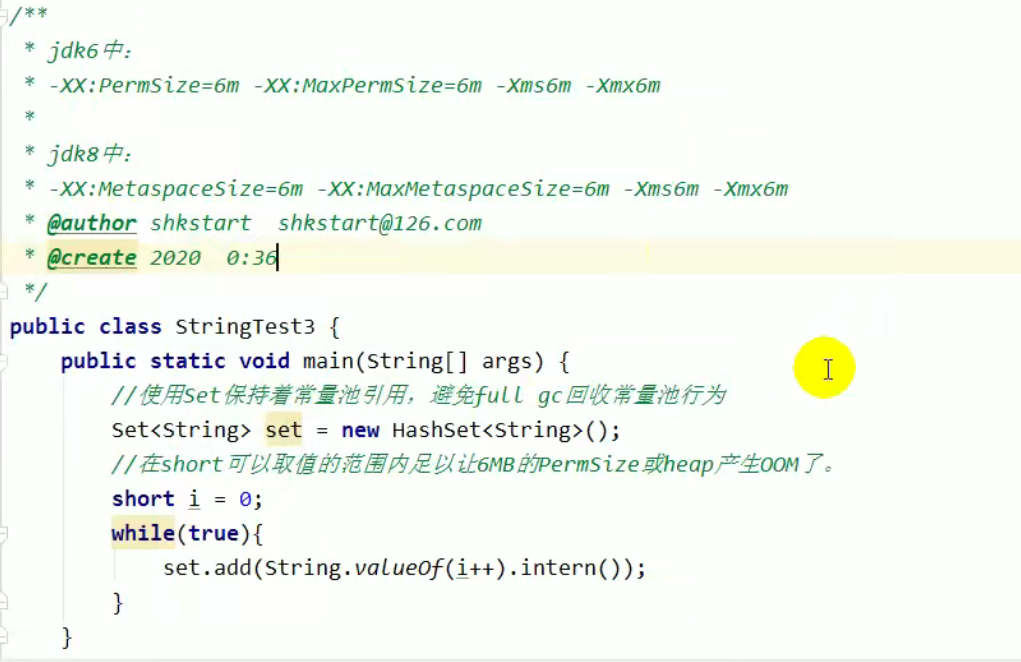 /**
 * jdk6中：
 * -XX:PermSize=6m -XX:MaxPermSize=6m -Xms6m -Xmx6m
 *
 * jdk8中：
 * -XX:MetaspaceSize=6m -XX:MaxMetaspaceSize=6m -Xms6m -Xmx6m
 * @author shkstart  shkstart@126.com
 * @create 2020  0:36
 */
public class StringTest3 {
    public static void main(String[] args) {
        //使用Set保持着常量池引用，避免full gc回收常量池行为
        Set<String> set = new HashSet<String>();
        //在short可以取值的范围内足以让6MB的PermSize或heap产生OOM了。
        short i = 0;
        while(true){
            set.add(String.valueOf(i++).intern());
        }
    }